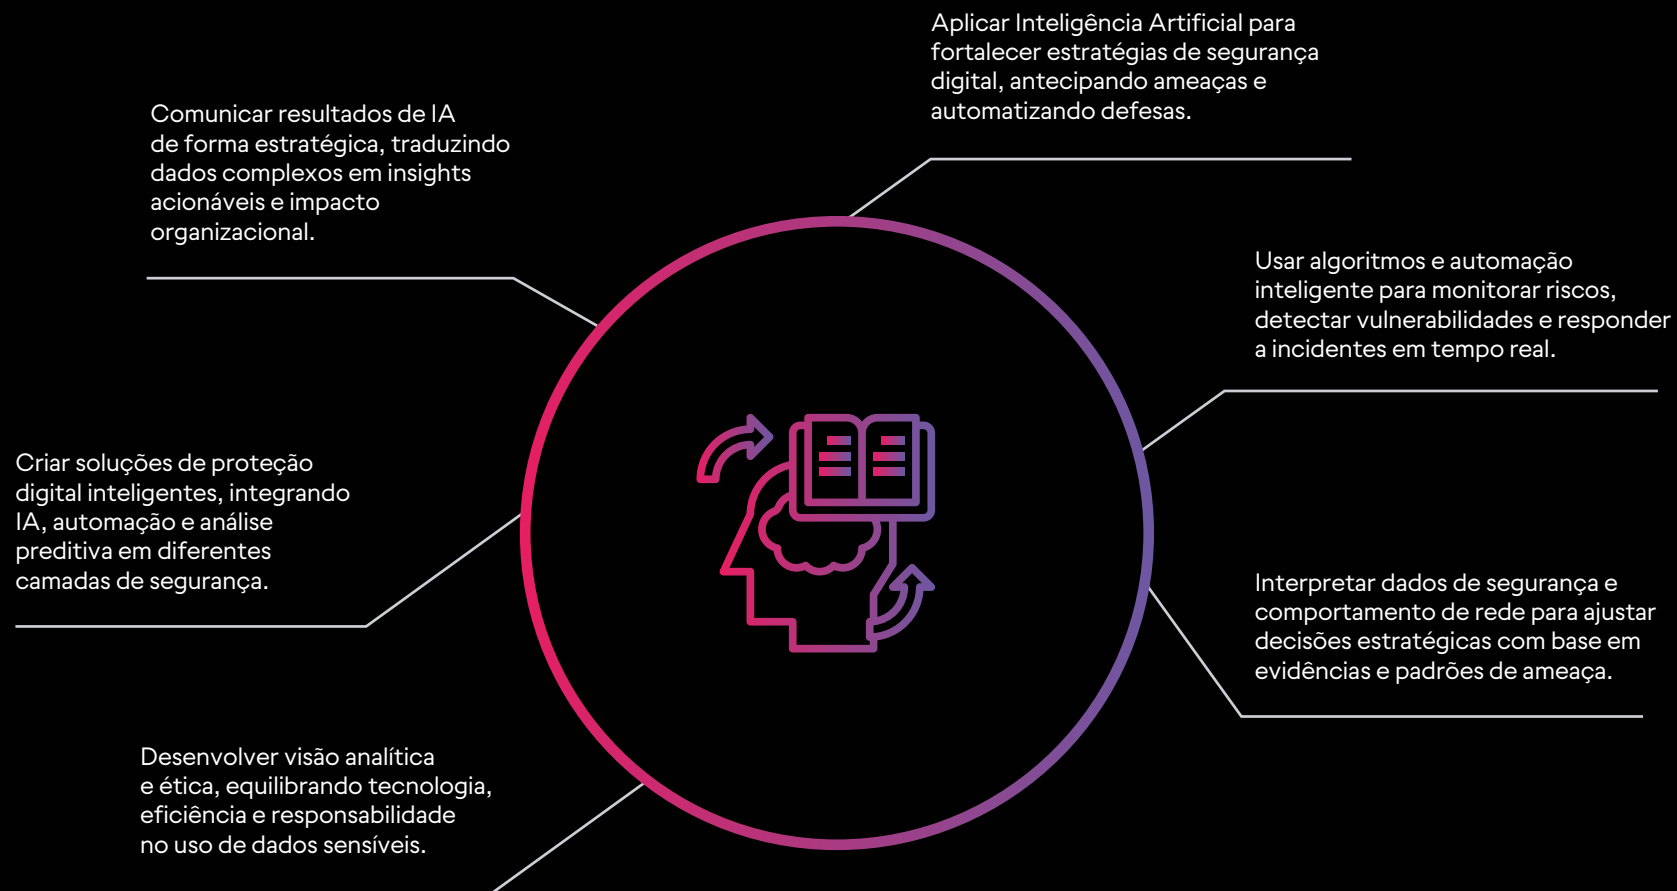 Aplicar Inteligência Artificial para
fortalecer estratégias de segurança
digital, antecipando ameaças e
automatizando defesas.
Comunicar resultados de IA
de forma estratégica, traduzindo
dados complexos em insights
acionáveis e impacto
organizacional.
Usar algoritmos e automação
inteligente para monitorar riscos,
detectar vulnerabilidades e responder
a incidentes em tempo real.
Criar soluções de proteção
digital inteligentes, integrando
IA, automação e análise
preditiva em diferentes
camadas de segurança.
Interpretar dados de segurança e
comportamento de rede para ajustar
decisões estratégicas com base em
evidências e padrões de ameaça.
Desenvolver visão analítica
e ética, equilibrando tecnologia,
eficiência e responsabilidade
no uso de dados sensíveis.